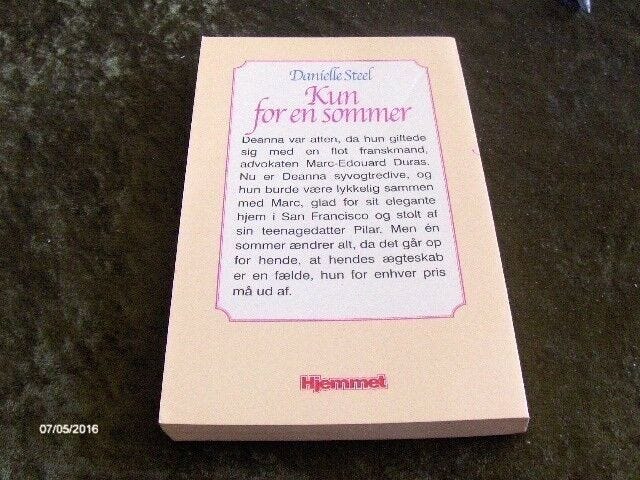 Danielle Steel
Kun
for en sommer
Deanna var atten, da hun giftede
sig med en flot franskmand,
advokaten Marc-Edouard Duras.
Nu er Deanna syvogtredive, og
hun burde være lykkelig sammen
med Marc, glad for sit elegante
hjem i San Francisco og stolt af
sin teenagedatter Pilar. Men én
sommer ændrer alt, da det går op
for hende, at hendes ægteskab
er en fælde, hun for enhver pris
må ud af.
Hjemmet
07/05/2016